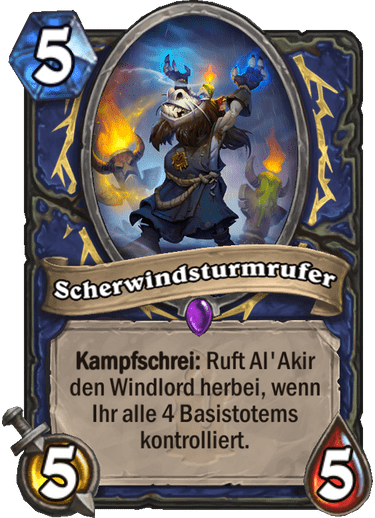 5
Scherwindsturmrufer
Kampfschrei: Ruft Al'Akir
den Windlord herbei, wenn
Ihr alle 4 Basistotems
kontrolliert.
5
5